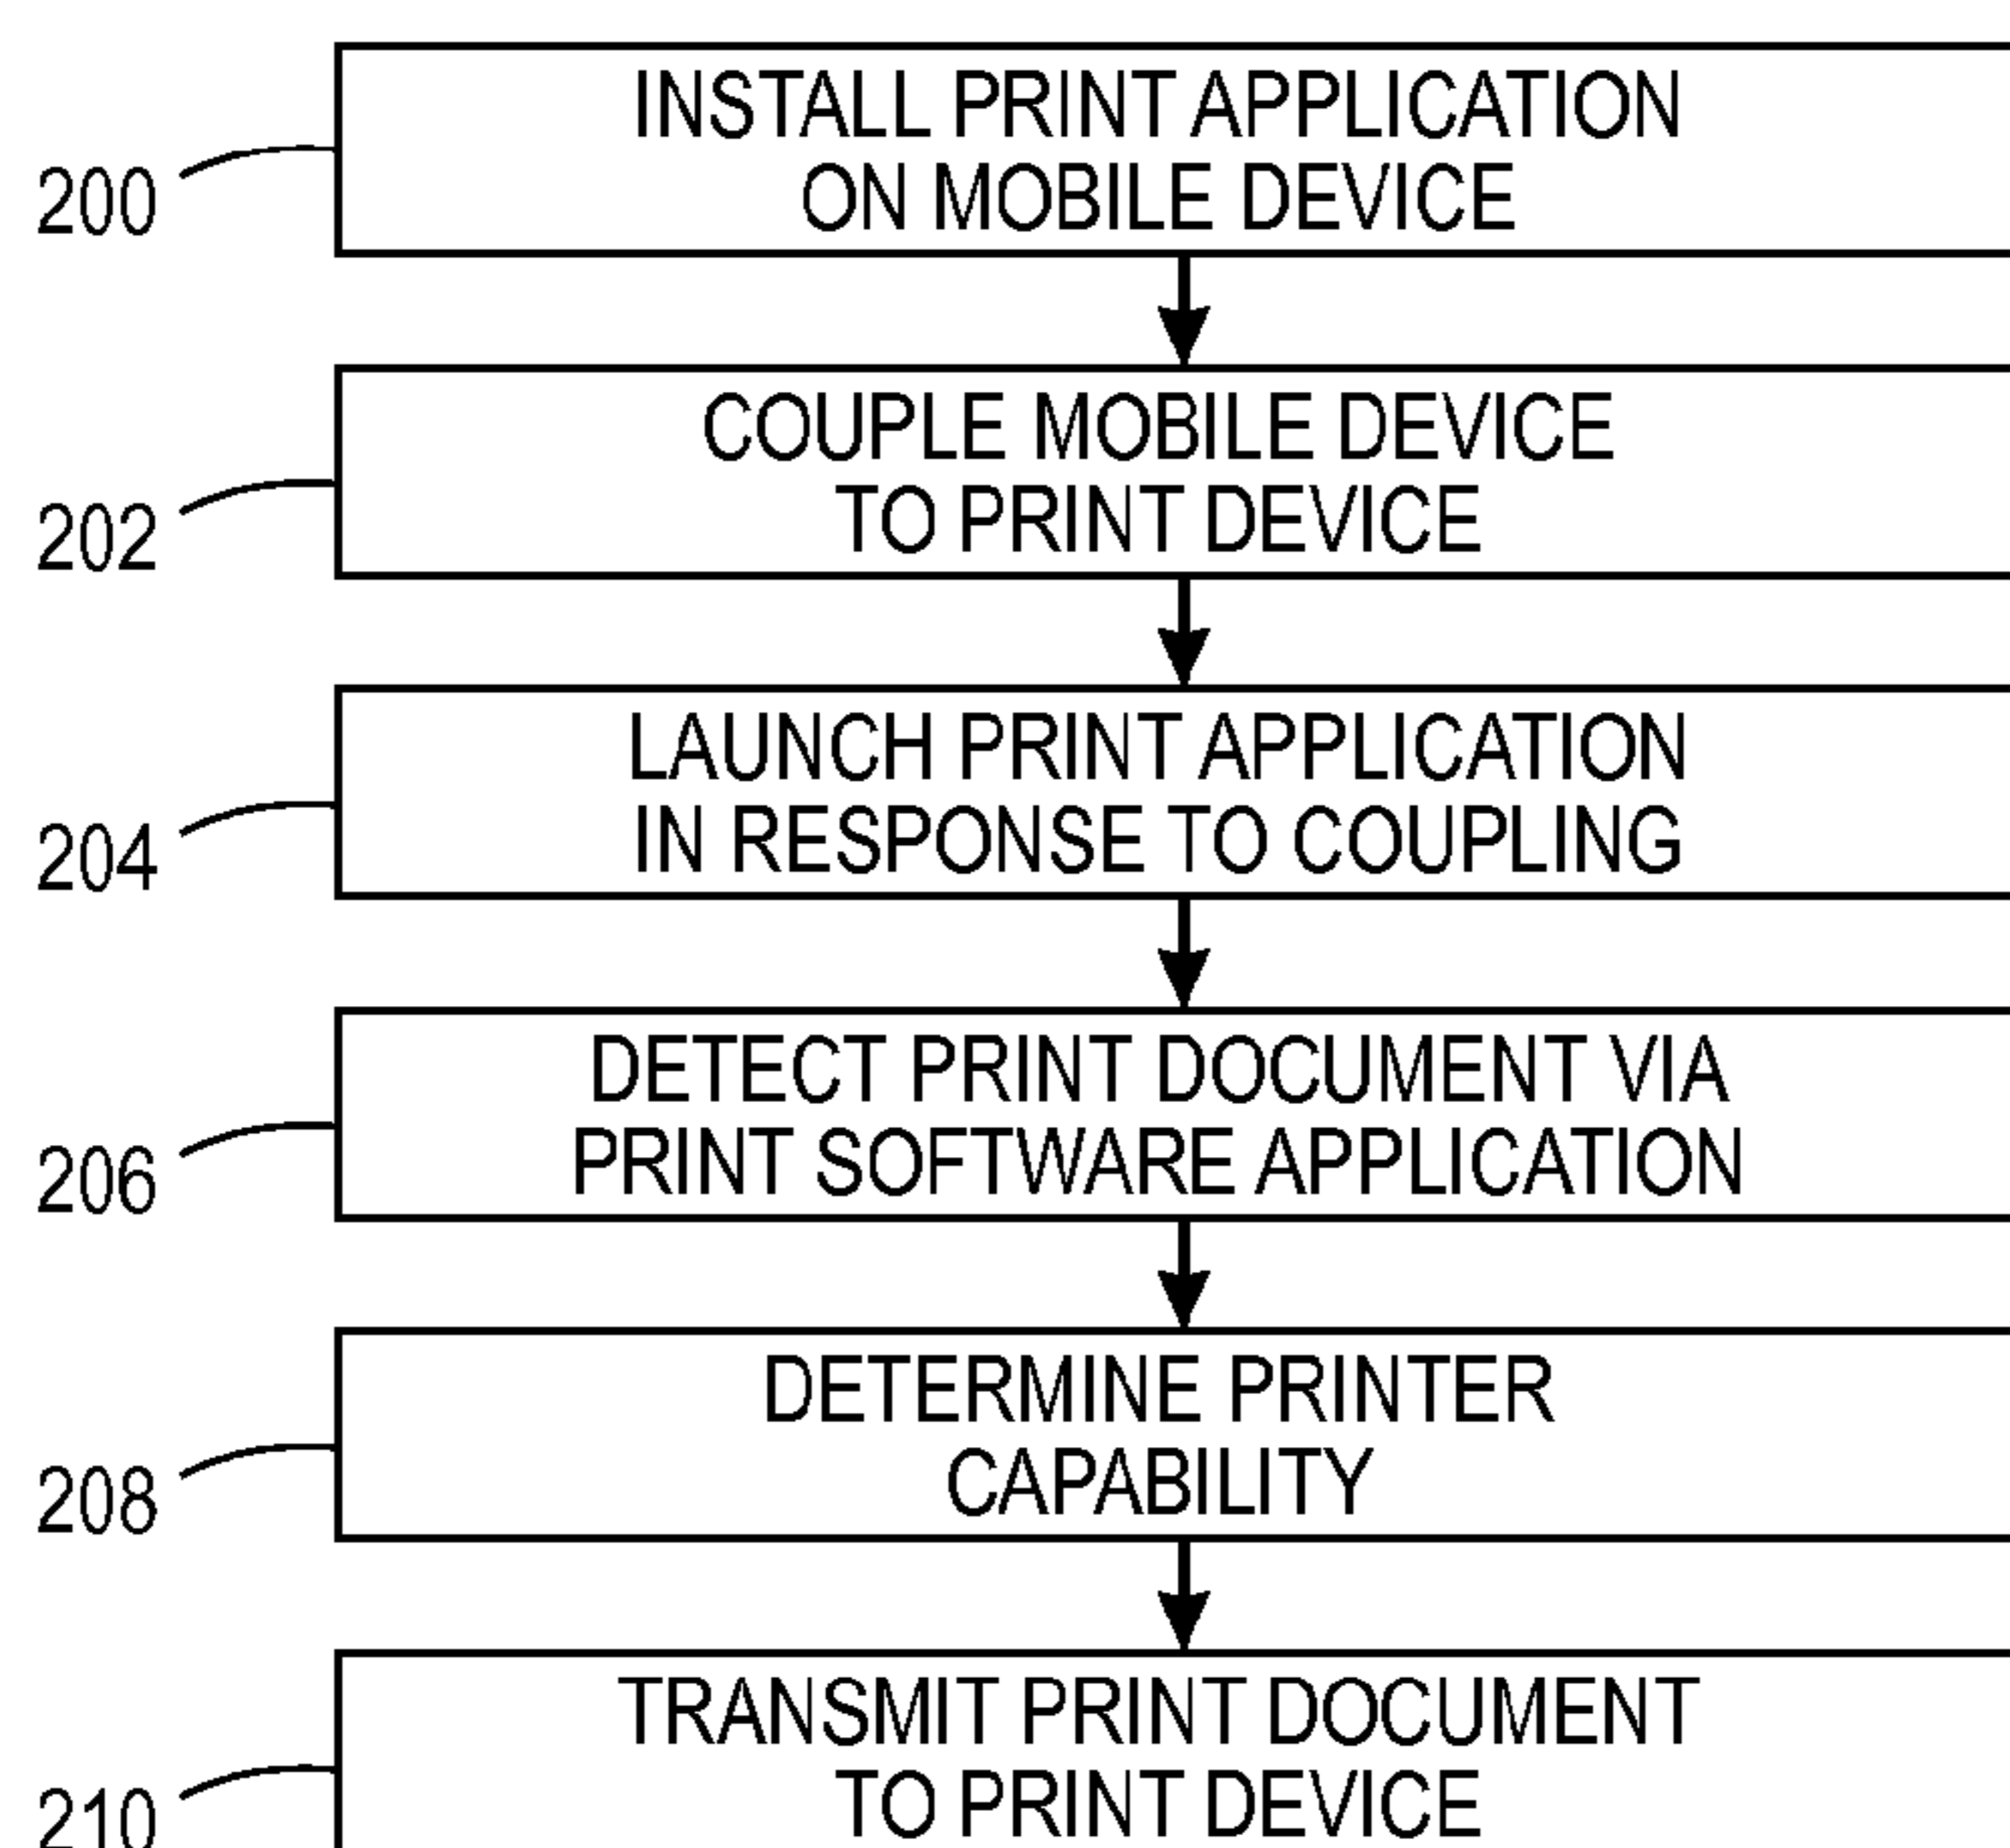 INSTALL PRINT APPLICATION
ON MOBILE DEVICE
200
COUPLE MOBILE DEVICE
TO PRINT DEVICE
202
LAUNCH PRINT APPLICATION
IN RESPONSE TO COUPLING
204
DETECT PRINT DOCUMENT VIA
PRINT SOFTWARE APPLICATION
206
DETERMINE PRINTER
CAPABILITY
208
TRANSMIT PRINT DOCUMENT
TO PRINT DEVICE
210